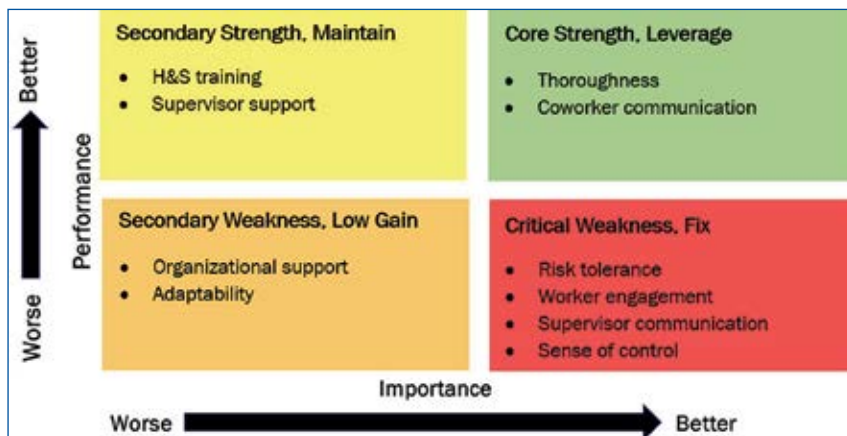 Secondary Strength, Maintain
• H&S training
• Supervisor support
Core Strength, Leverage
• Thoroughness
• Coworker communication
Secondary Weakness, Low Gain
• Organizational support
• Adaptability
Critical Weakness, Fix
• Risk tolerance
• Worker engagement
• Supervisor communication
• Sense of control
Better
Performance
Worse
Importance
Worse
Better